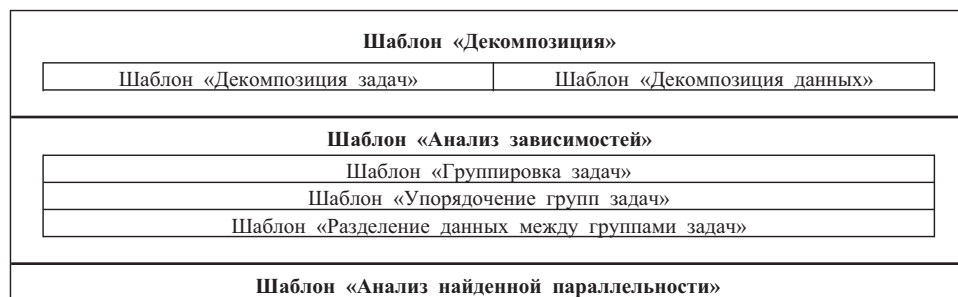 Шаблон «Декомпозиция»
Шаблон «Декомпозиция задач» Шаблон «Декомпозиция данных»
Шаблон «Анализ зависимостей»
Шаблон «Группировка задач»
Шаблон «Упорядочение групп задач»
Шаблон «Разделение данных между группами задач»
Шаблон «Анализ найденной параллельности»